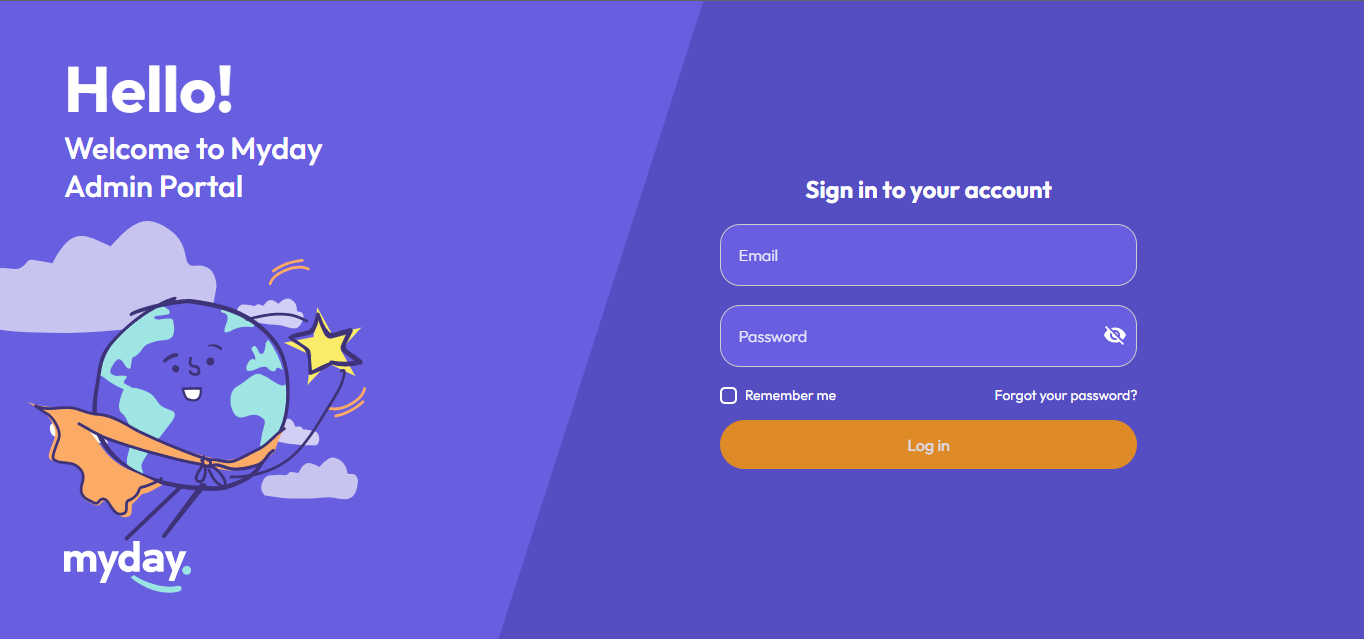 Hello!
Welcome to Myday
Admin Portal
myday.
Sign in to your account
Email
Password
Remember me
Forgot your password?
Log in